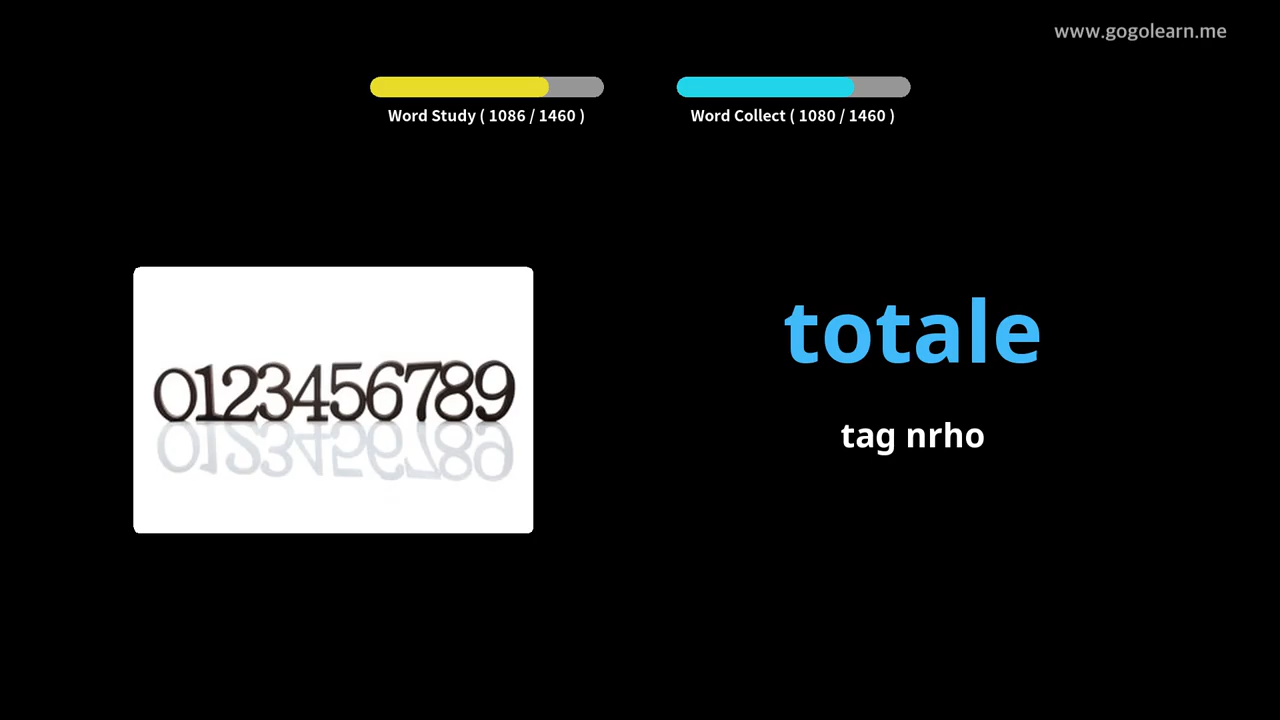 www.gogolearn.me
Word Study ( 1086 / 1460 )
Word Collect ( 1080 / 1460 )
0123456789
totale
tag nrho